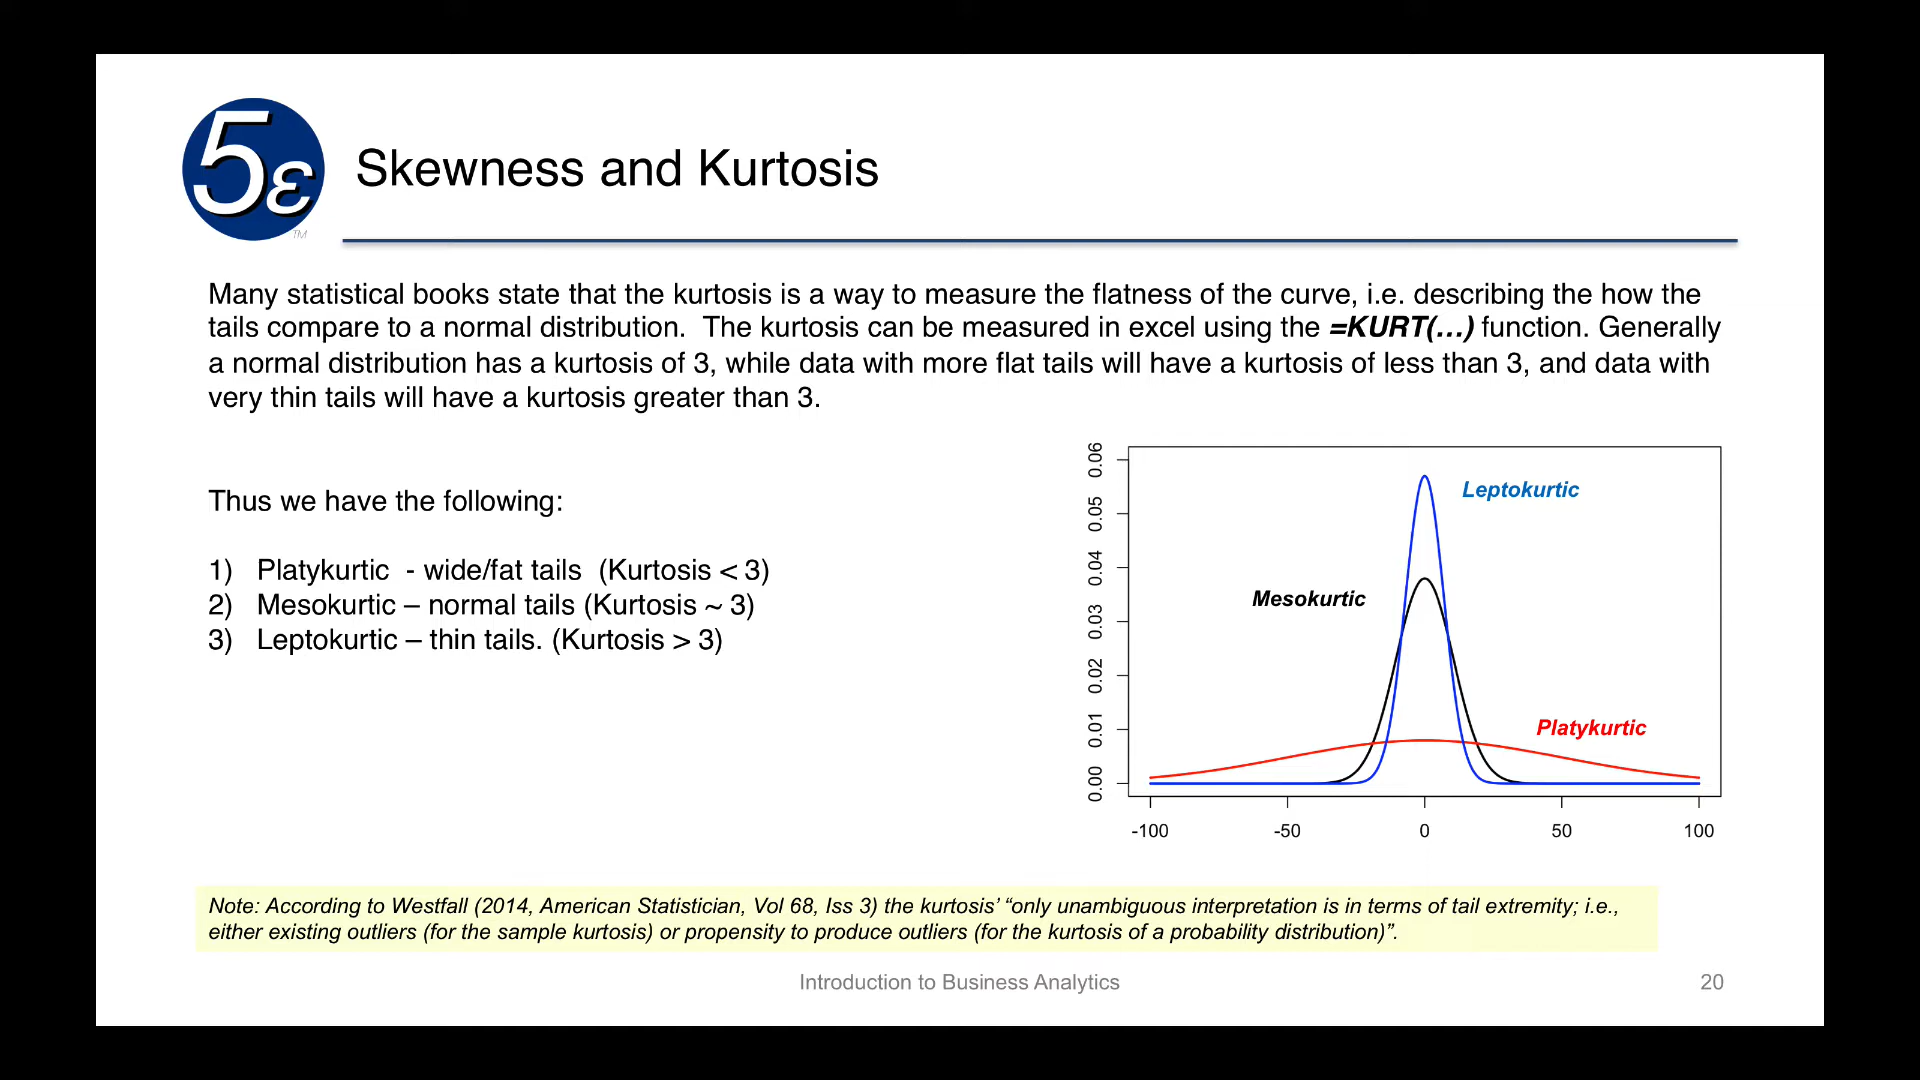 5ε
TM
Skewness and Kurtosis
Many statistical books state that the kurtosis is a way to measure the flatness of the curve, i.e. describing the how the
tails compare to a normal distribution.  The kurtosis can be measured in excel using the =KURT(…) function. Generally
a normal distribution has a kurtosis of 3, while data with more flat tails will have a kurtosis of less than 3, and data with
very thin tails will have a kurtosis greater than 3.
Thus we have the following:
1) Platykurtic  - wide/fat tails  (Kurtosis < 3)
2) Mesokurtic – normal tails (Kurtosis ~ 3)
3) Leptokurtic – thin tails. (Kurtosis > 3)
0.06
0.05
0.04
0.03
0.02
0.01
0.00
Leptokurtic
Mesokurtic
Platykurtic
-100 -50 0 50 100
Note: According to Westfall (2014, American Statistician, Vol 68, Iss 3) the kurtosis’ “only unambiguous interpretation is in terms of tail extremity; i.e.,
either existing outliers (for the sample kurtosis) or propensity to produce outliers (for the kurtosis of a probability distribution)”.
Introduction to Business Analytics
20